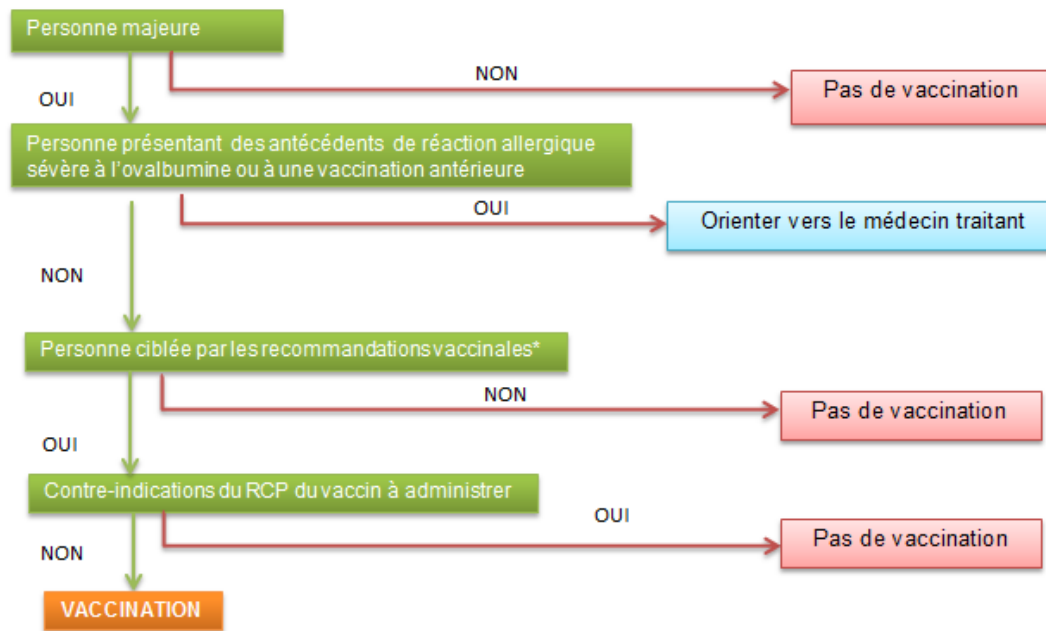 Personne majeure
NON
Pas de vaccination
OUI
Personne présentant des antécédents de réaction allergique
sévère à l'ovalbumine ou à une vaccination antérieure
OUI
Orienter vers le médecin traitant
NON
Personne ciblée par les recommandations vaccinales*
NON
Pas de vaccination
OUI
Contre-indications du RCP du vaccin à administrer
OUI
Pas de vaccination
NON
VACCINATION